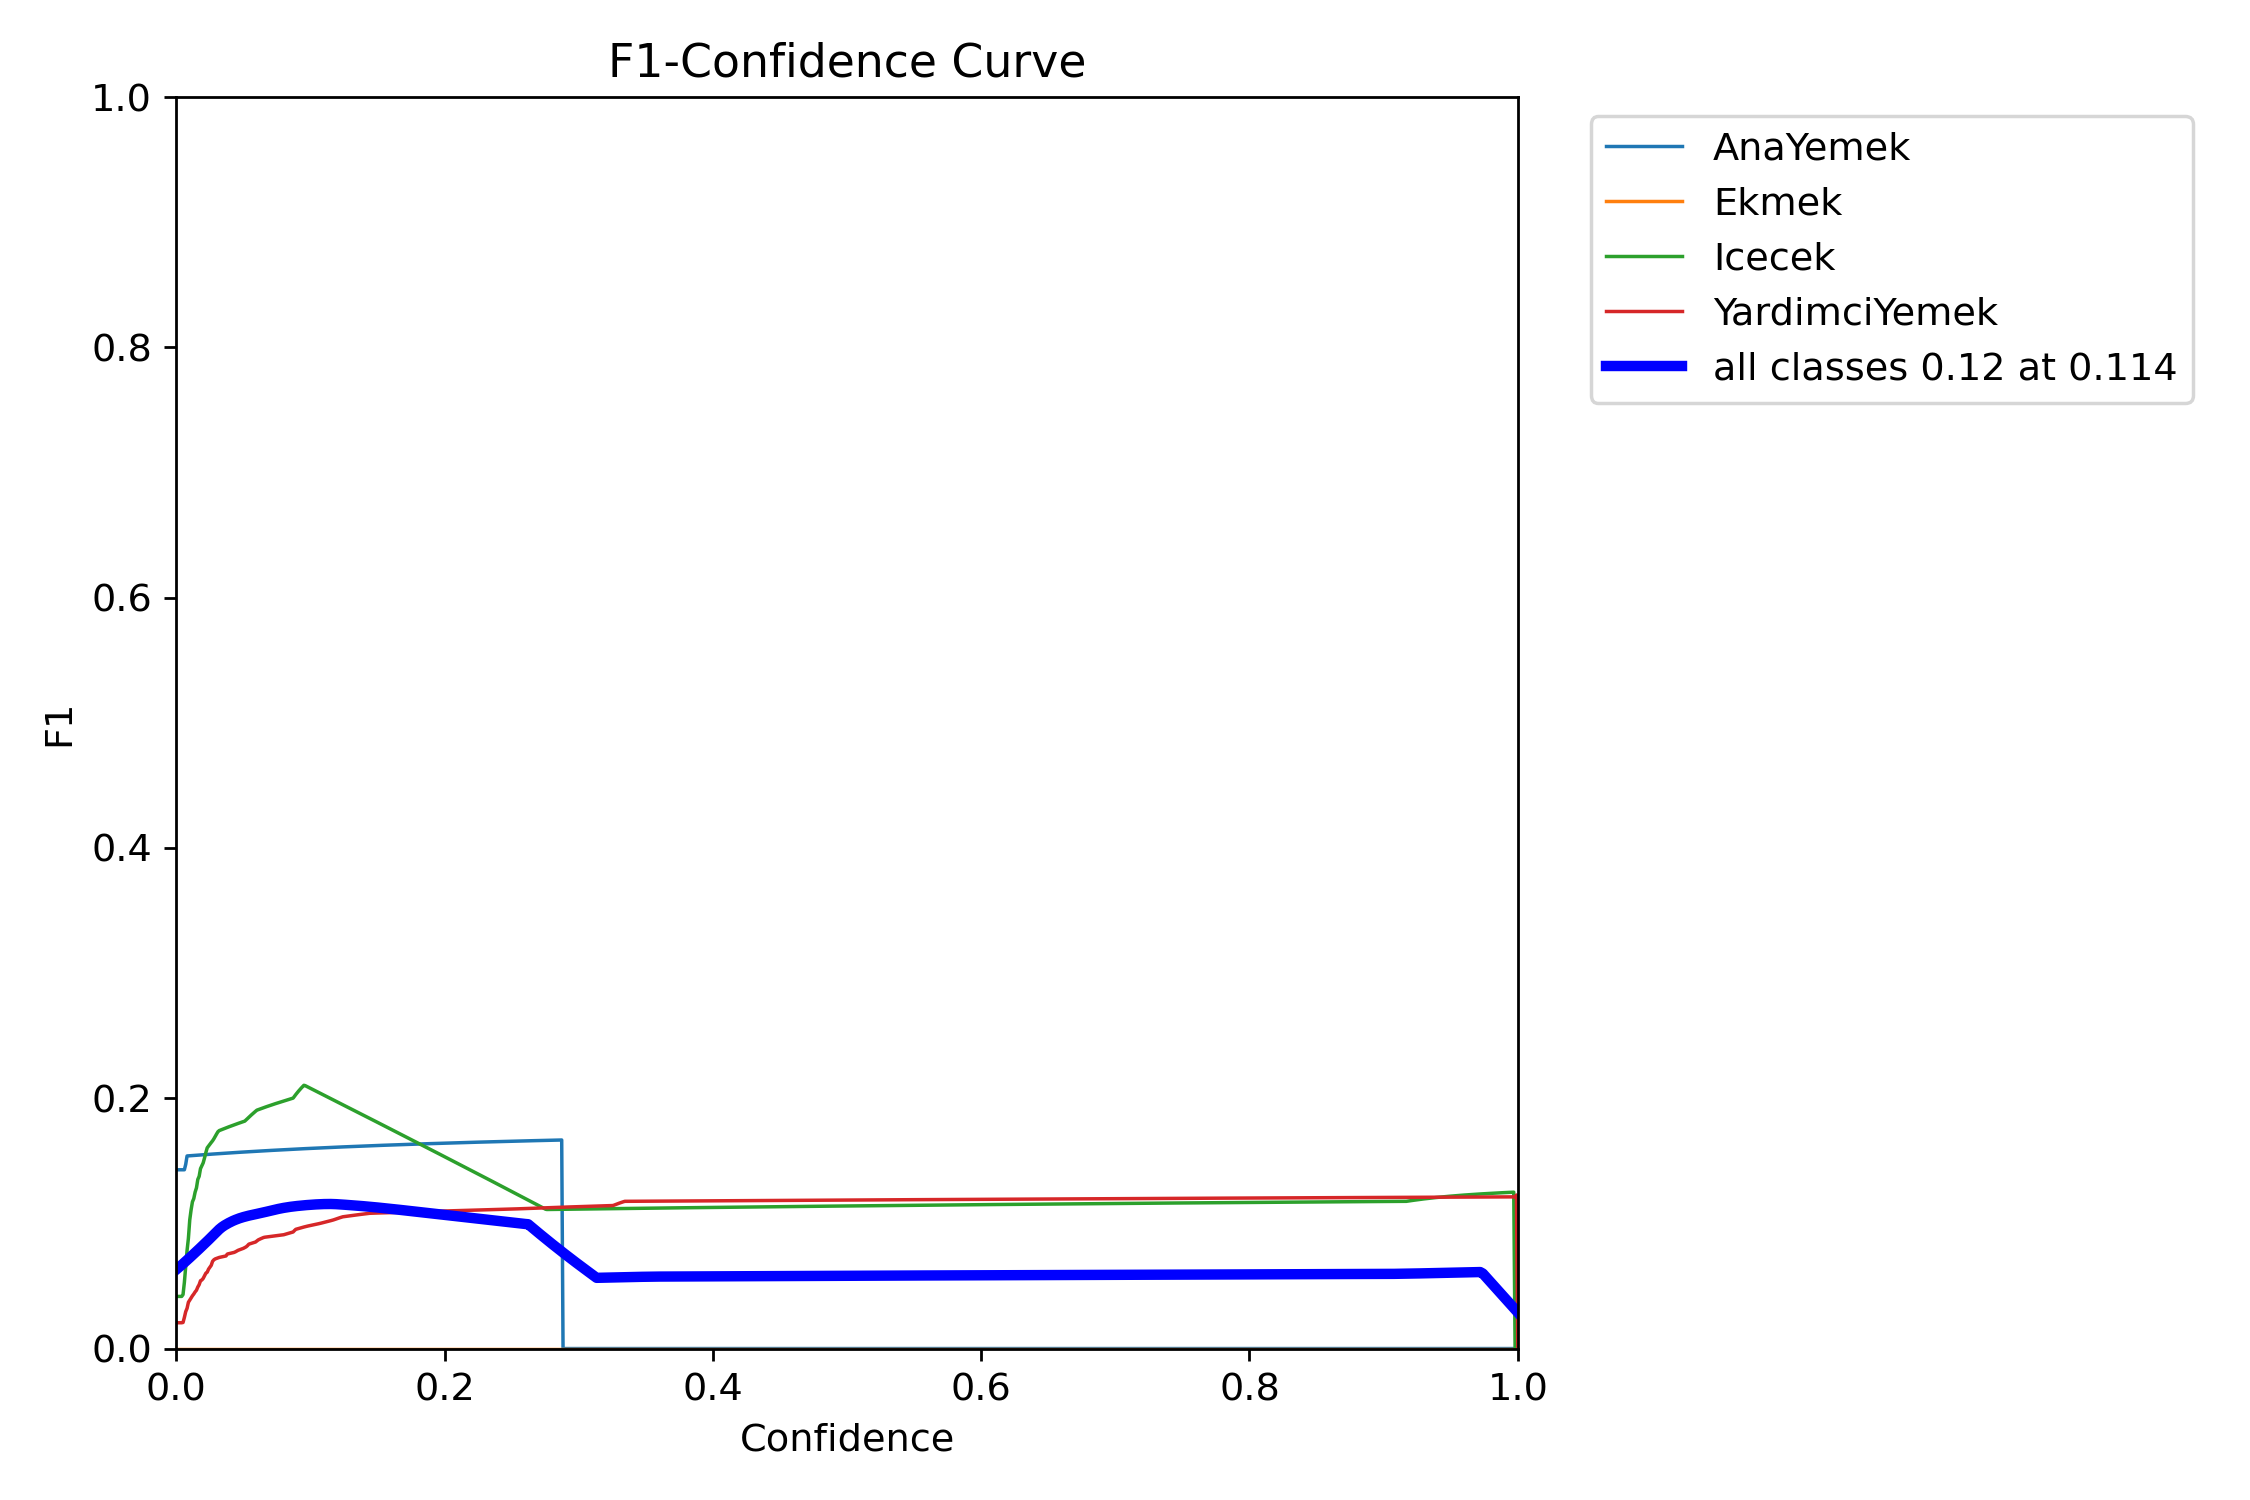 F1-Confidence Curve
1.0
0.8
0.6
0.4
0.2
0.0
F1
0.0 0.2 0.4 0.6 0.8 1.0
Confidence
AnaYemek
Ekmek
Icecek
YardimciYemek
all classes 0.12 at 0.114